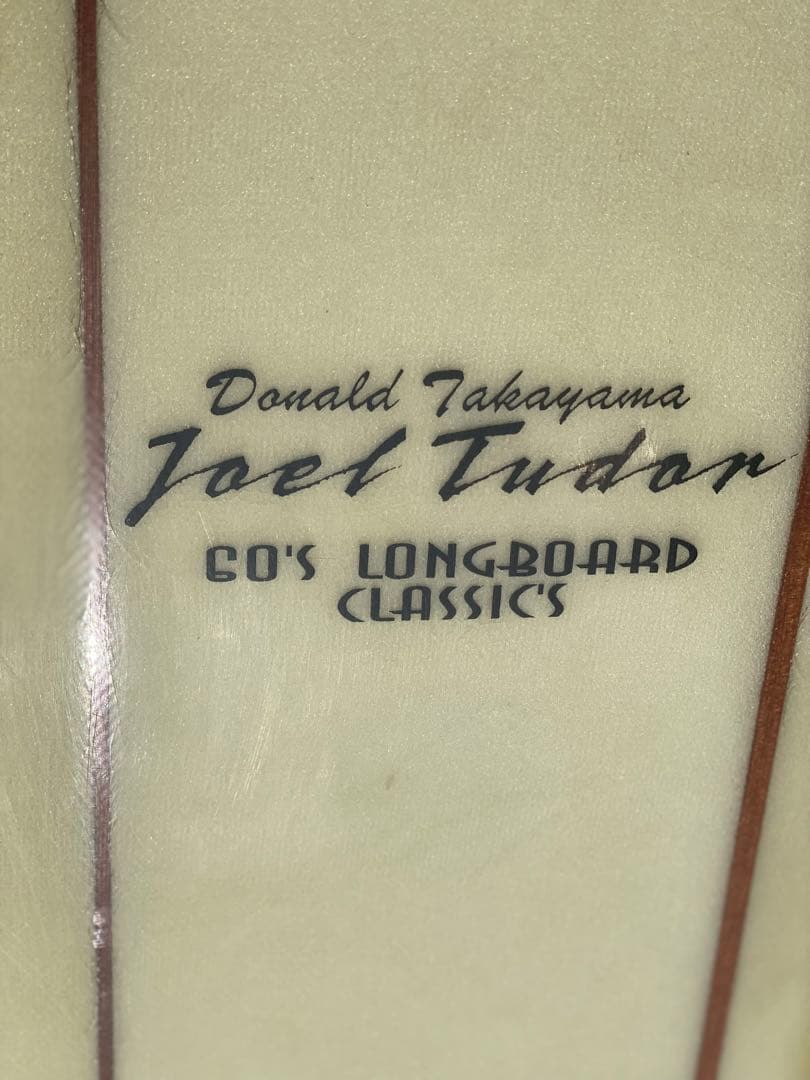 Donald Takayama
Joel Tudor
60'S LONGBOARD
CLASSIC'S